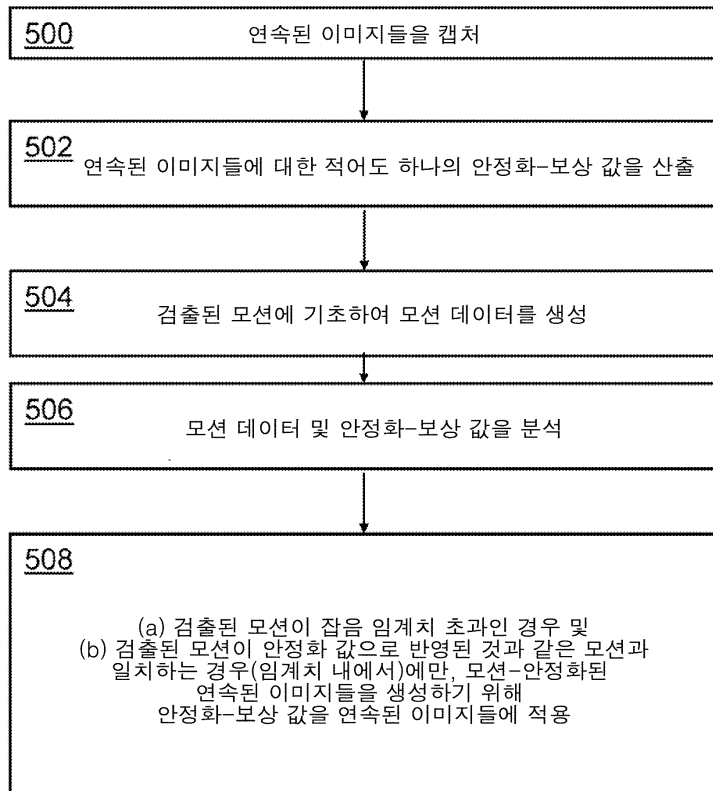 500
연속된 이미지들을 캡처
502
연속된 이미지들에 대한 적어도 하나의 안정화-보상 값을 산출
504
검출된 모션에 기초하여 모션 데이터를 생성
506
모션 데이터 및 안정화-보상 값을 분석
508
(a) 검출된 모션이 잡음 임계치 초과인 경우 및
(b) 검출된 모션이 안정화 값으로 반영된 것과 같은 모션과
일치하는 경우(임계치 내에서)에만, 모션-안정화된
연속된 이미지들을 생성하기 위해
안정화-보상 값을 연속된 이미지들에 적용